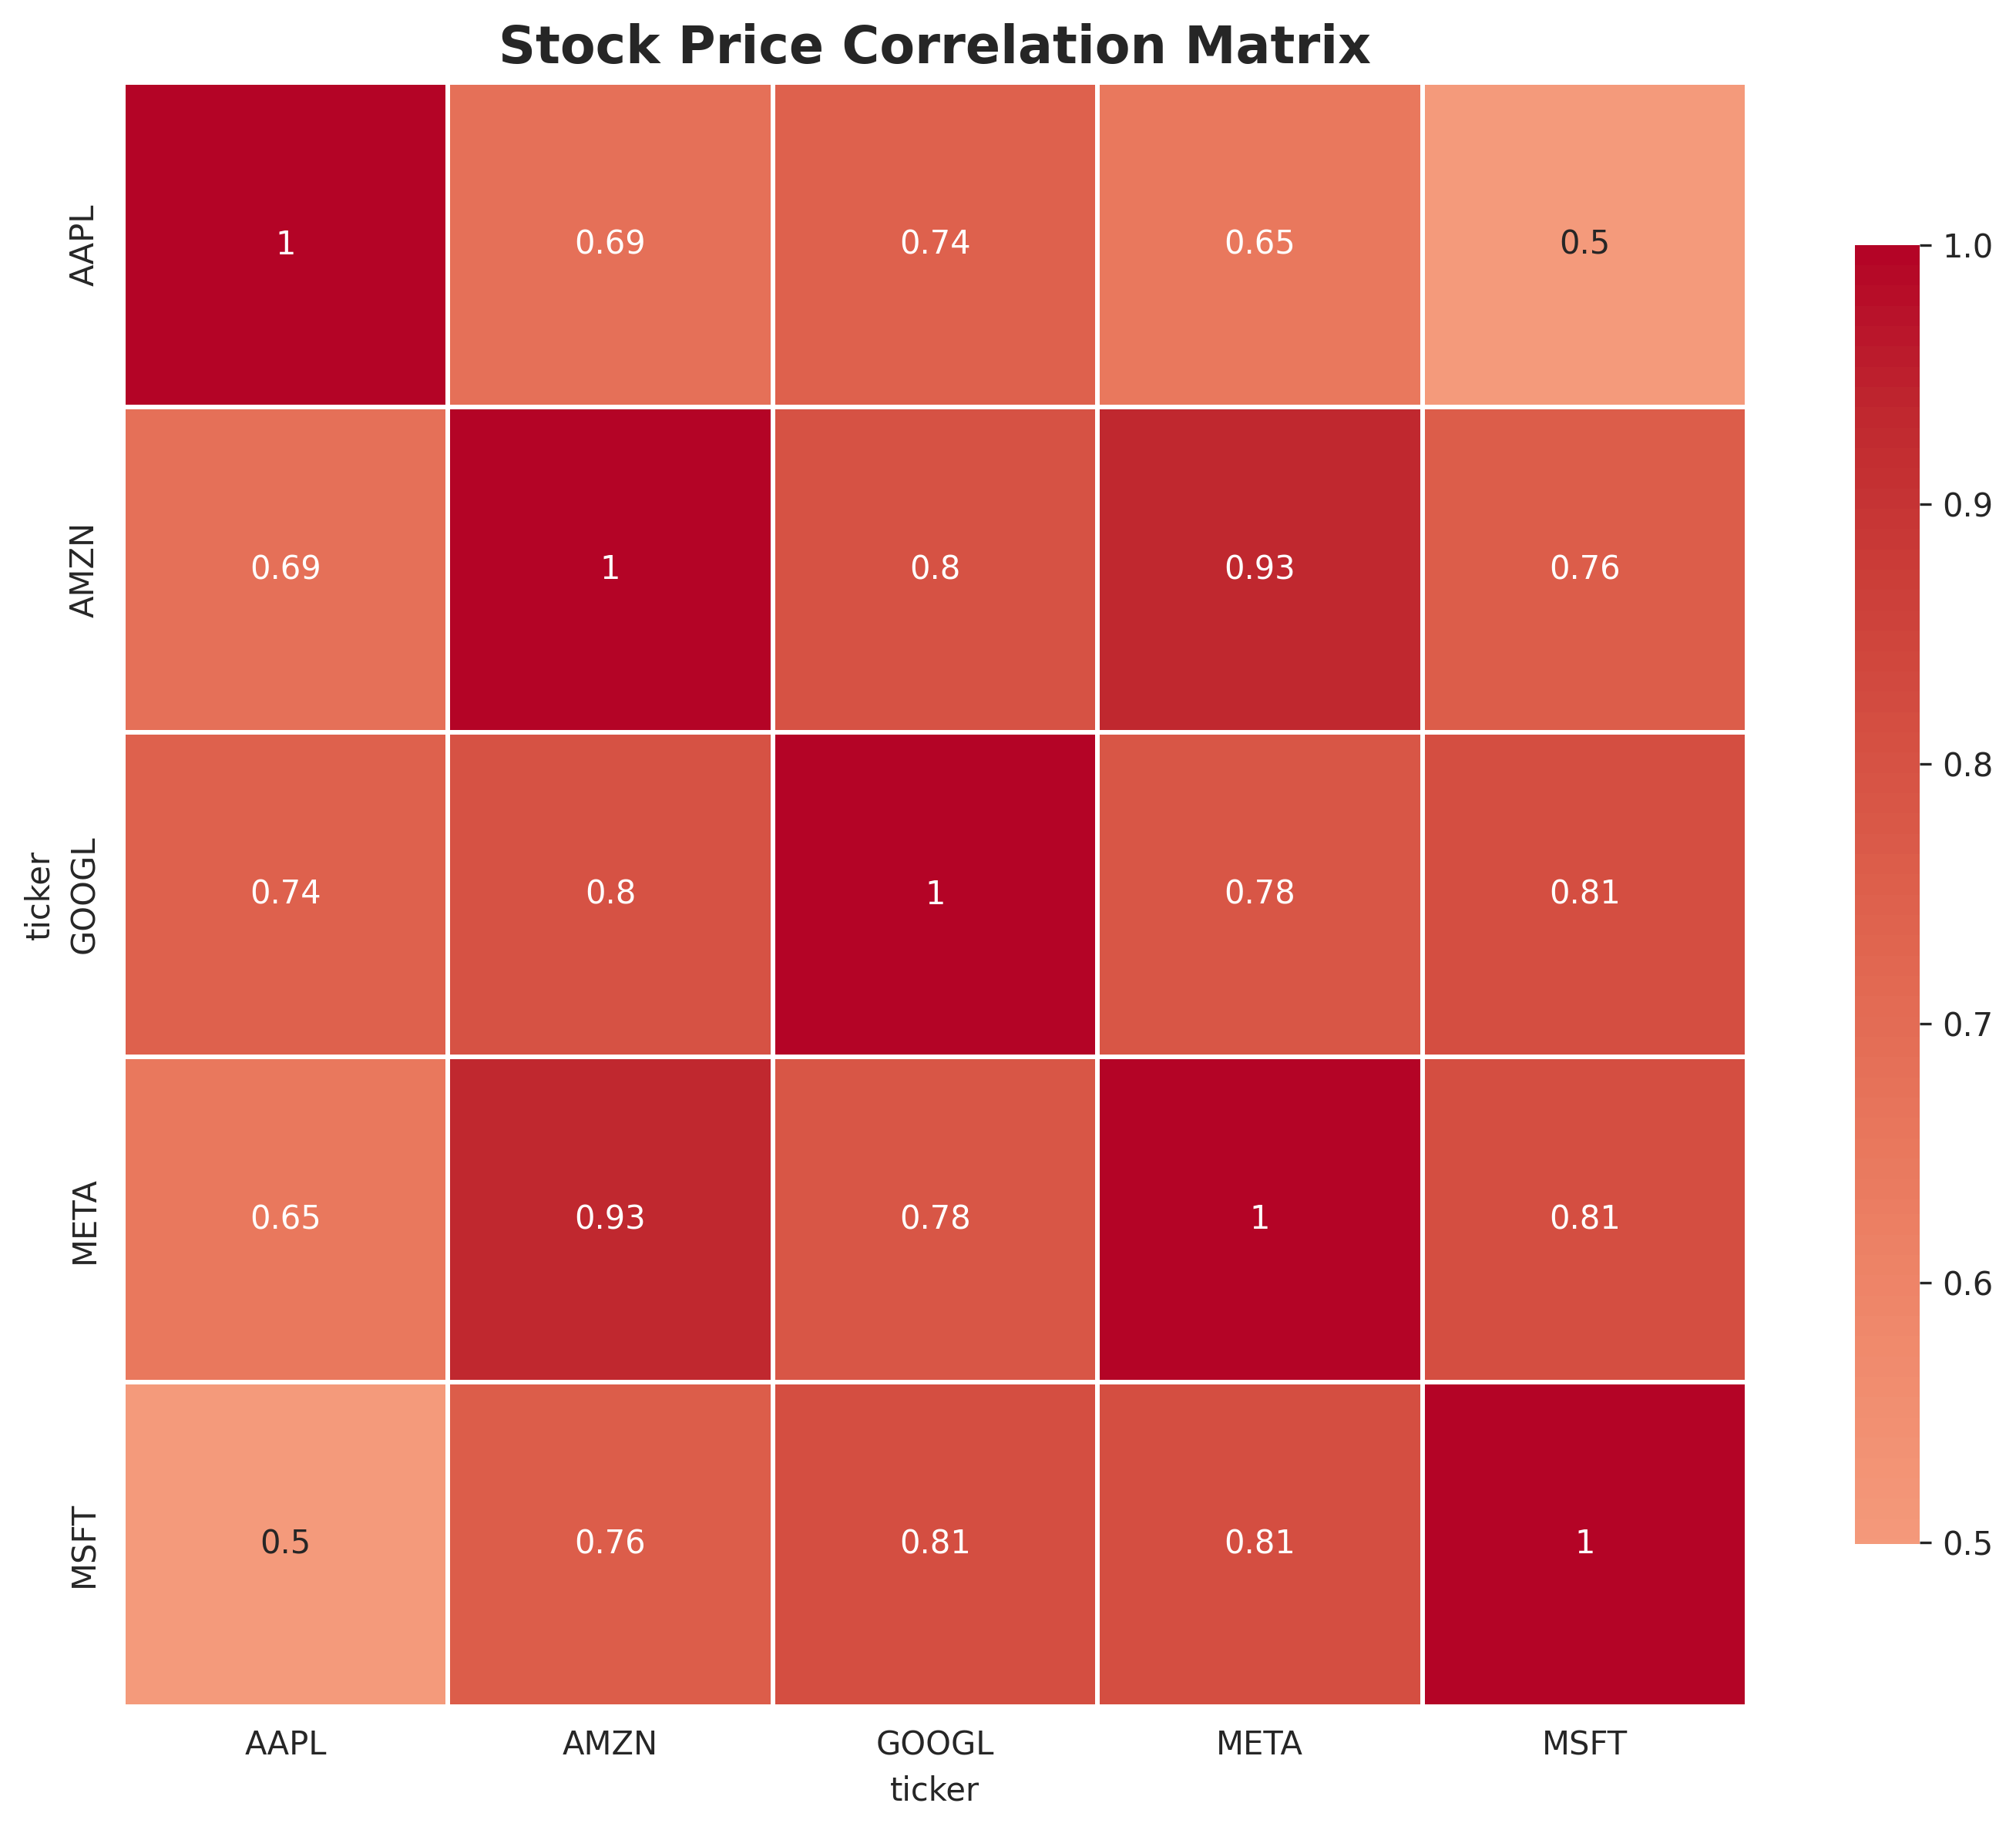 Stock Price Correlation Matrix
AAPL 1 0.69 0.74 0.65 0.5
AMZN 0.69 1 0.8 0.93 0.76
GOOGL 0.74 0.8 1 0.78 0.81
META 0.65 0.93 0.78 1 0.81
MSFT 0.5 0.76 0.81 0.81 1
ticker
AAPL AMZN GOOGL META MSFT
ticker
1.0
0.9
0.8
0.7
0.6
0.5